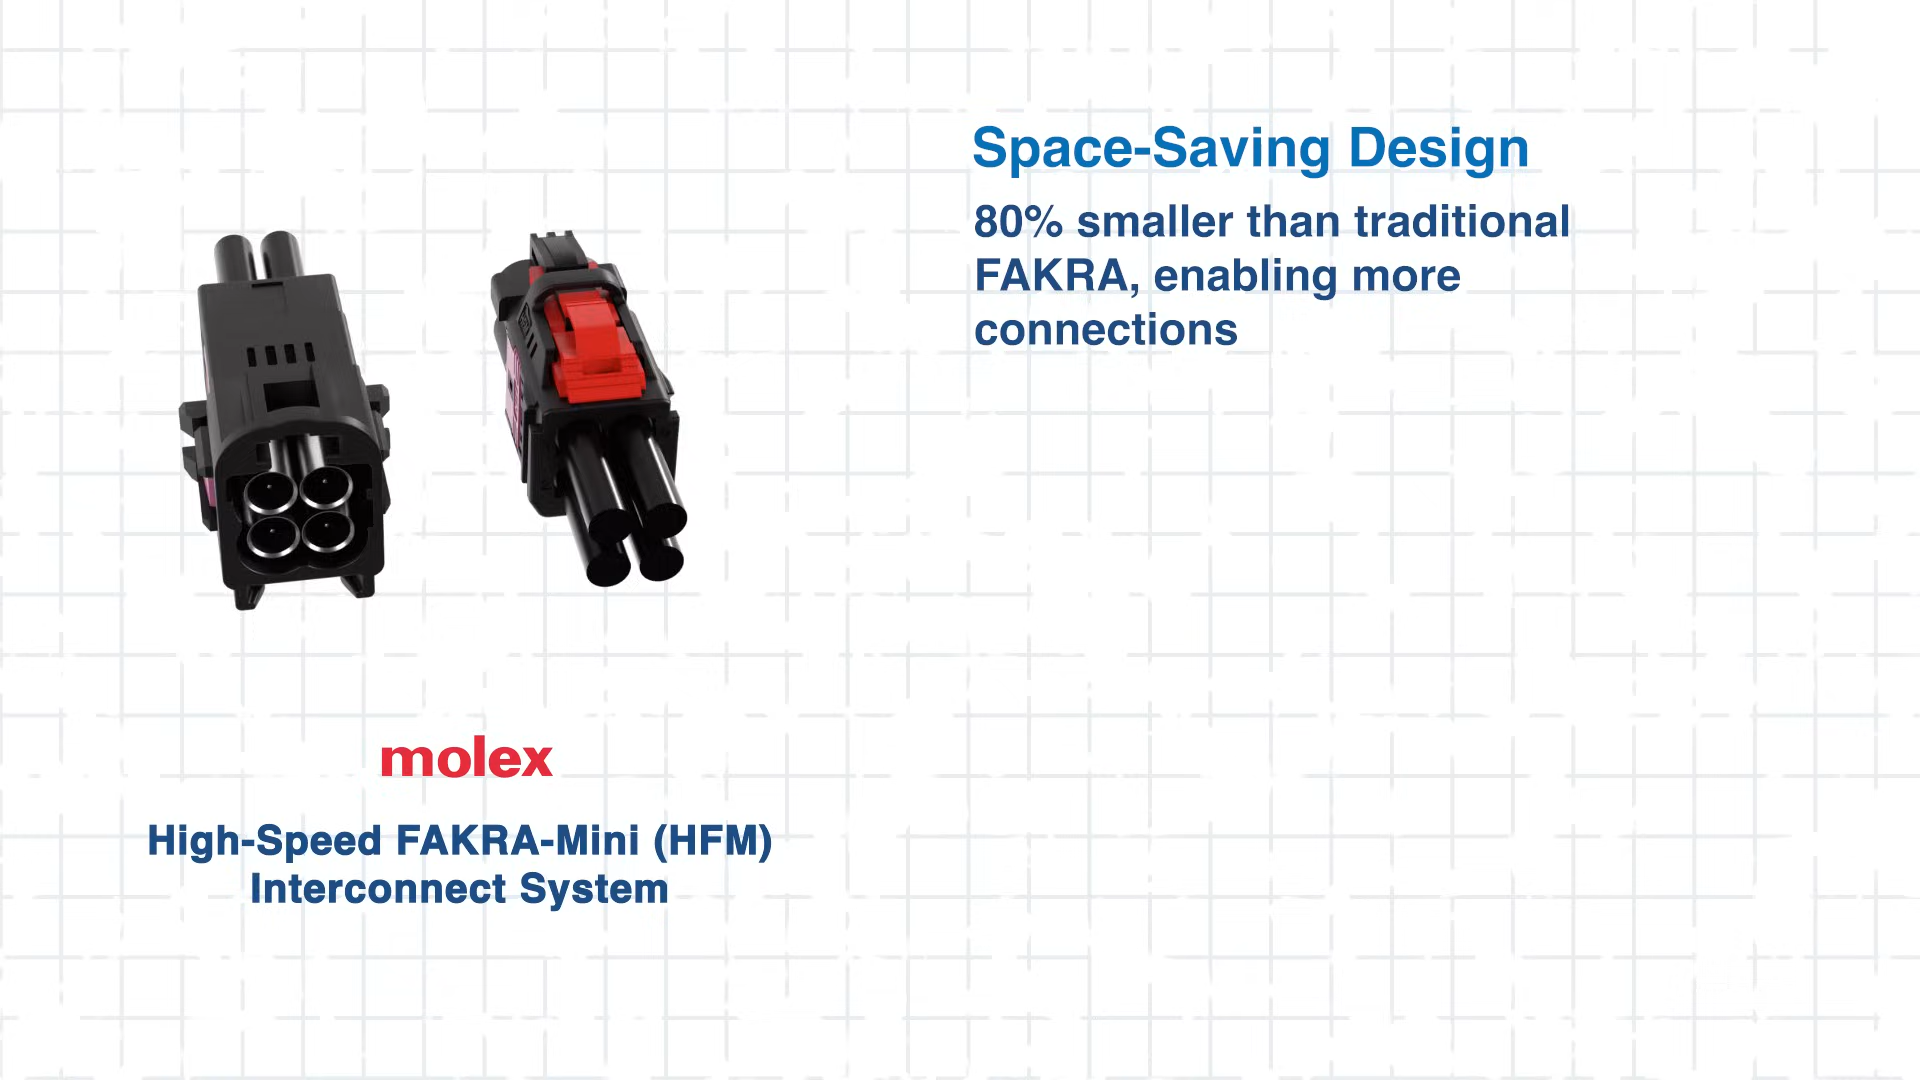 Space-Saving Design
80% smaller than traditional
FAKRA, enabling more
connections
molex
High-Speed FAKRA-Mini (HFM)
Interconnect System